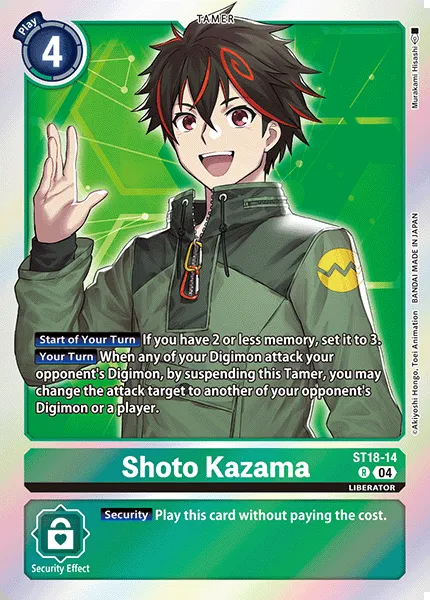 TAMER
Play
4
Murakami Hisashi
[Start of Your Turn] If you have 2 or less memory, set it to 3.
[Your Turn] When any of your Digimon attack your
opponent's Digimon, by suspending this Tamer, you may
change the attack target to another of your opponent's
Digimon or a player.
©Akiyoshi Hongo, Toei Animation BANDAI MADE IN JAPAN
Shoto Kazama
ST18-14
R 04
LIBERATOR
[Security] Play this card without paying the cost.
Security Effect